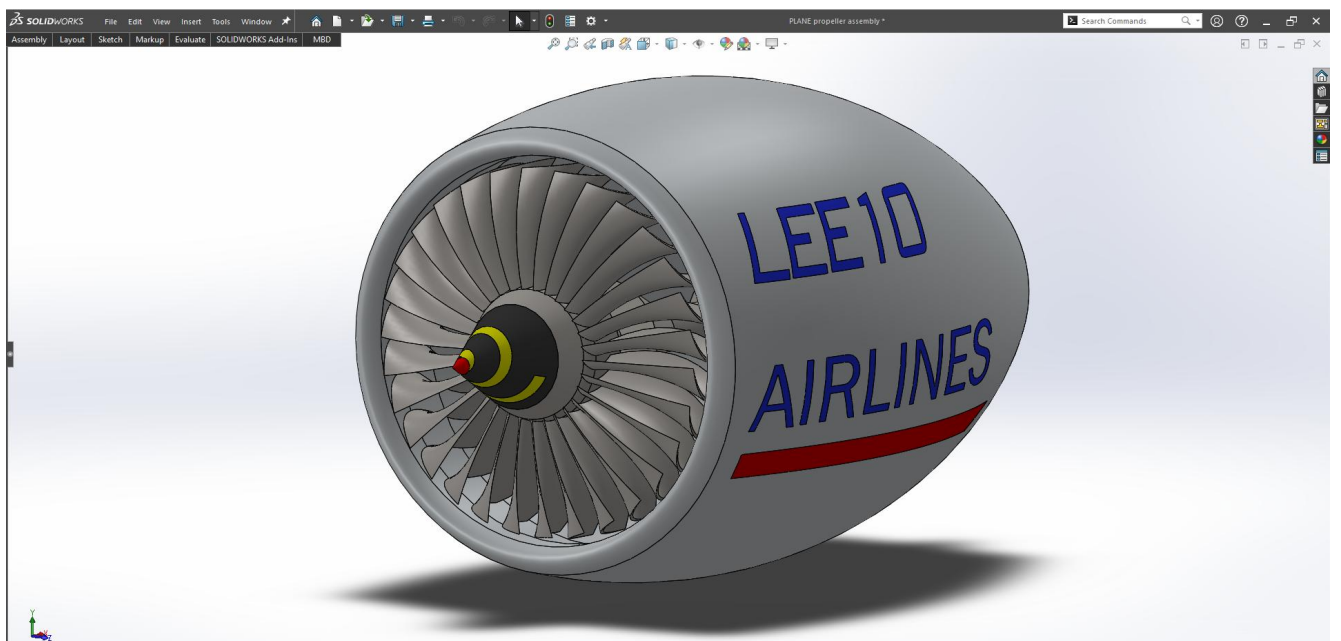 3S SOLIDWORKS File Edit View Insert Tools Window PLANE propeller assembly * Search Commands
Assembly Layout Sketch Markup Evaluate SOLIDWORKS Add-Ins MBD
LEE10
AIRLINES
Y
X
Z